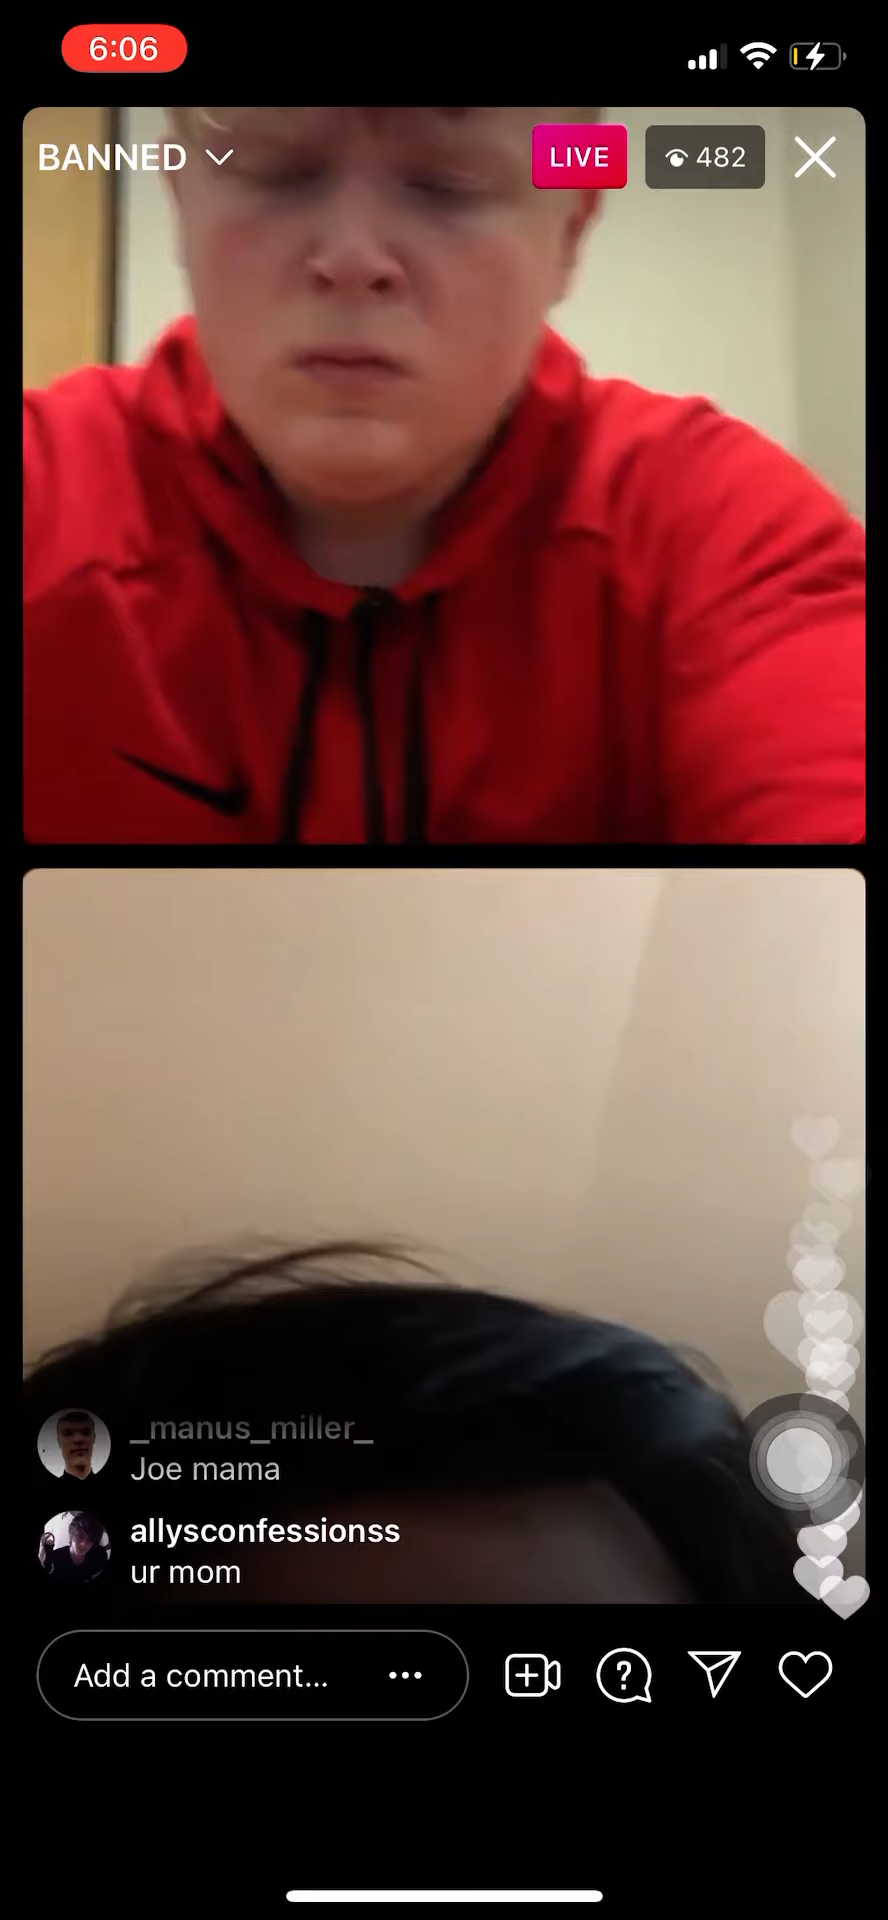 6:06
BANNED
LIVE
482
_manus_miller_
Joe mama
allysconfessionss
ur mom
Add a comment...